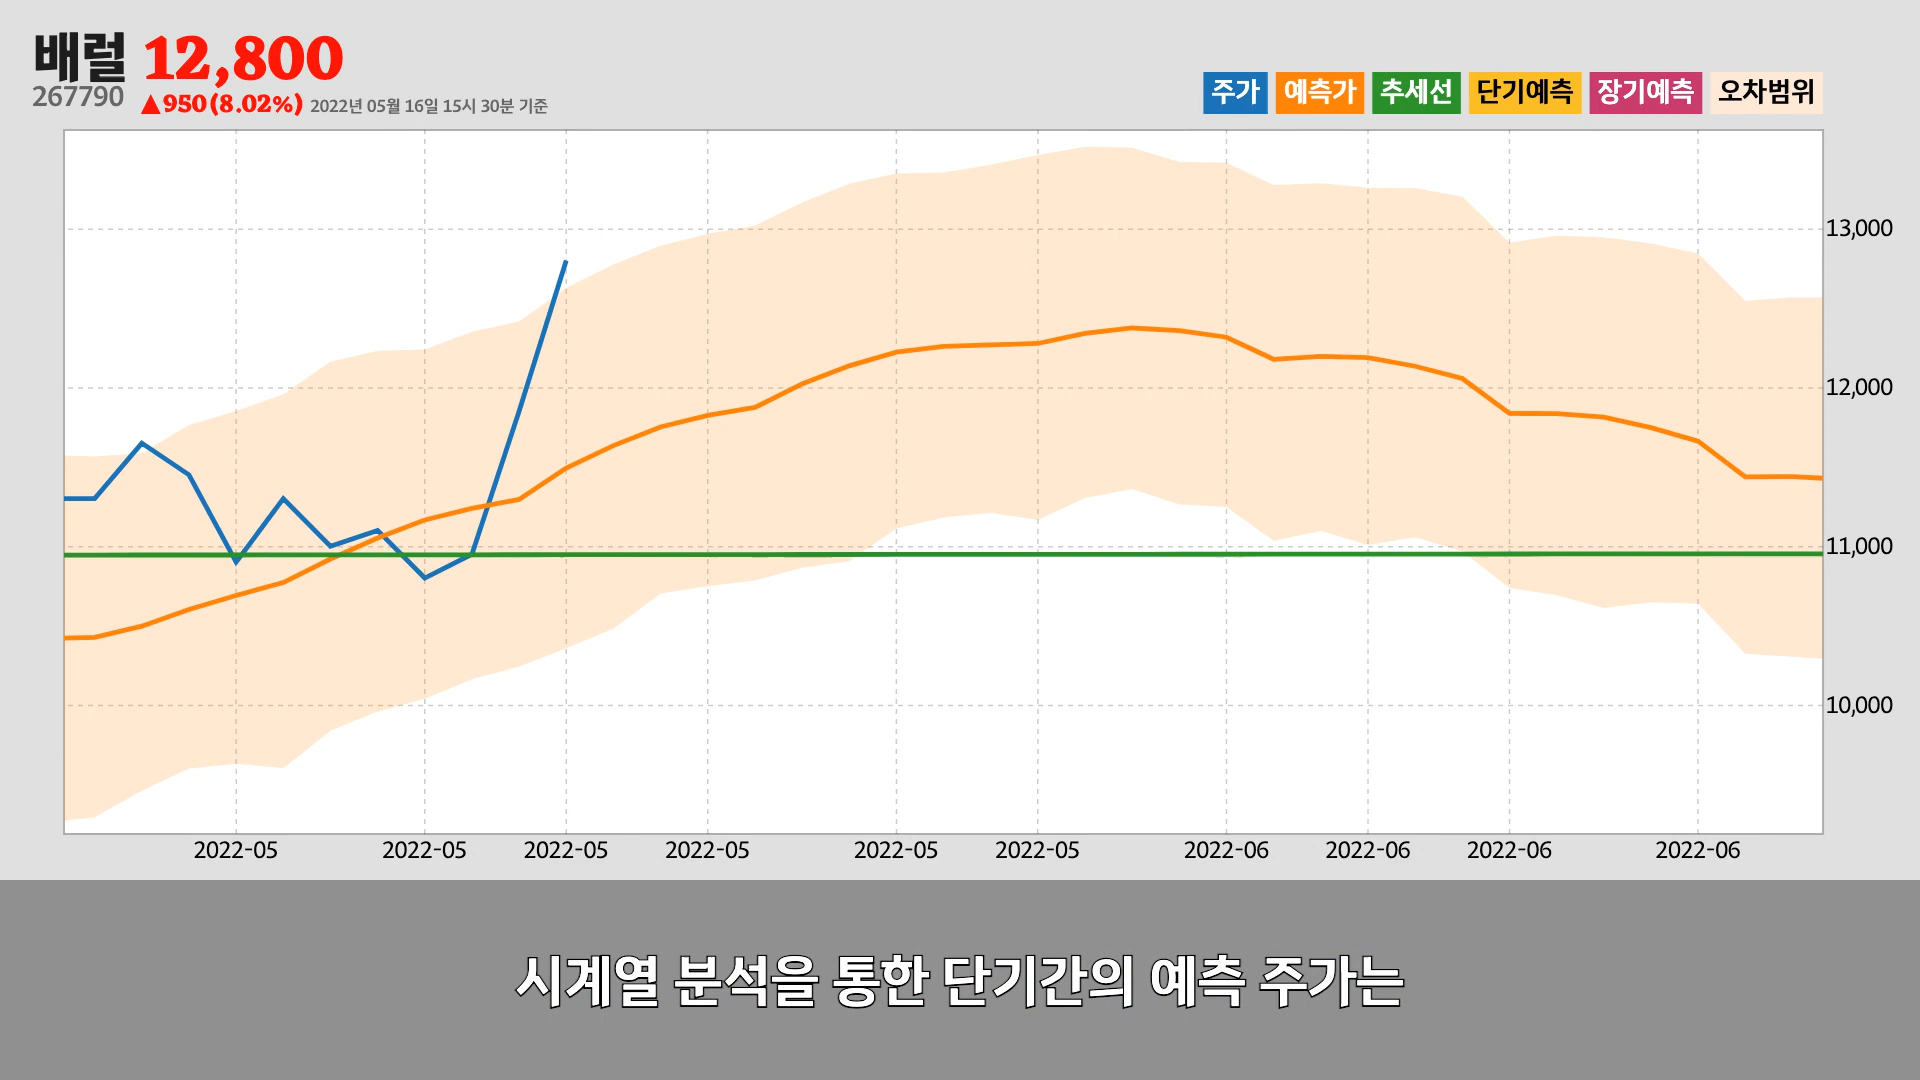 배럴 12,800
267790 ▲950(8.02%) 2022년 05월 16일 15시 30분 기준
주가 예측가 추세선 단기예측 장기예측 오차범위
13,000
12,000
11,000
10,000
2022-05 2022-05 2022-05 2022-05 2022-05 2022-05 2022-06 2022-06 2022-06 2022-06
시계열 분석을 통한 단기간의 예측 주가는